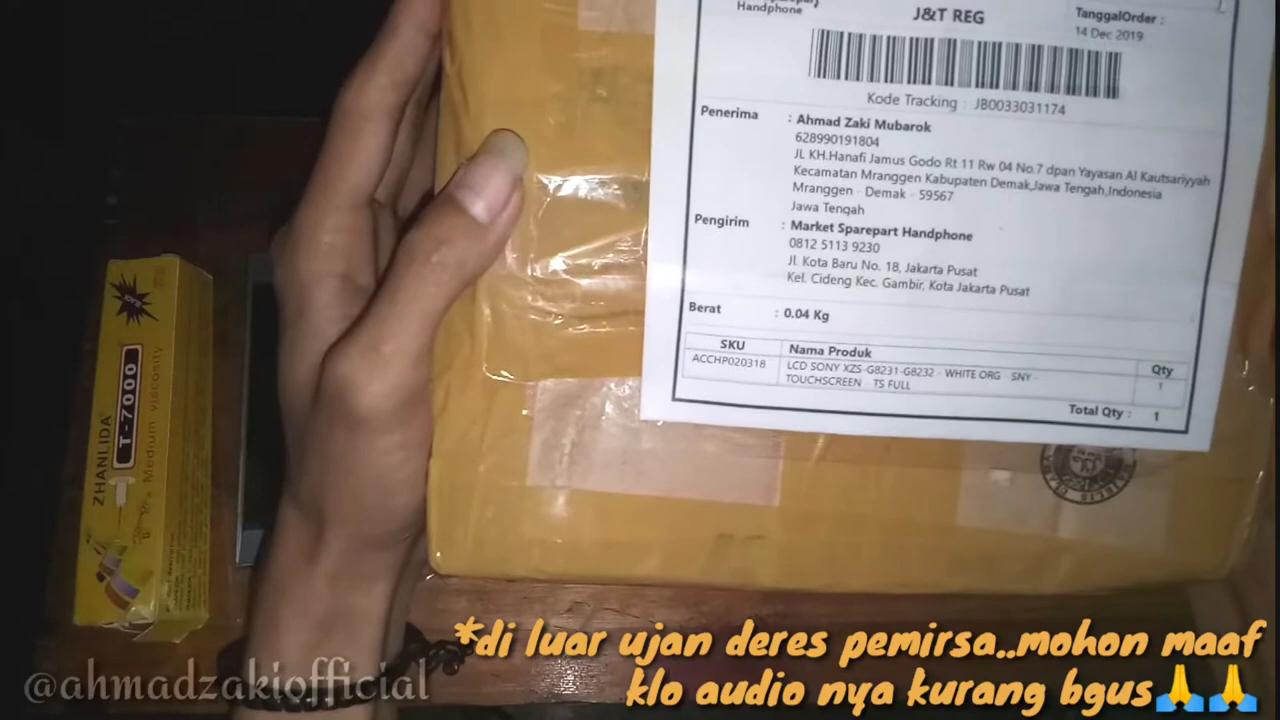 Handphone
J&T REG
TanggalOrder :
14 Dec 2019
Kode Tracking : JB0033031174
Penerima : Ahmad Zaki Mubarok
628990191804
JL KH.Hanafi Jamus Godo Rt 11 Rw 04 No.7 dpan Yayasan Al Kautsariyyah
Kecamatan Mranggen Kabupaten Demak,Jawa Tengah,Indonesia
Mranggen - Demak - 59567
Jawa Tengah
Pengirim : Market Sparepart Handphone
0812 5113 9230
Jl. Kota Baru No. 18, Jakarta Pusat
Kel. Cideng Kec. Gambir, Kota Jakarta Pusat
Berat : 0.04 Kg
SKU Nama Produk Qty
ACCHP020318 LCD SONY XZS-G8231-G8232 - WHITE ORG SNY - 1
TOUCHSCREEN TS FULL
Total Qty : 1
ZHANLIDA
T-7000
Medium viscosity
*di luar ujan deres pemirsa..mohon maaf
klo audio nya kurang bgus🙏🙏
@ahmadzakiofficial